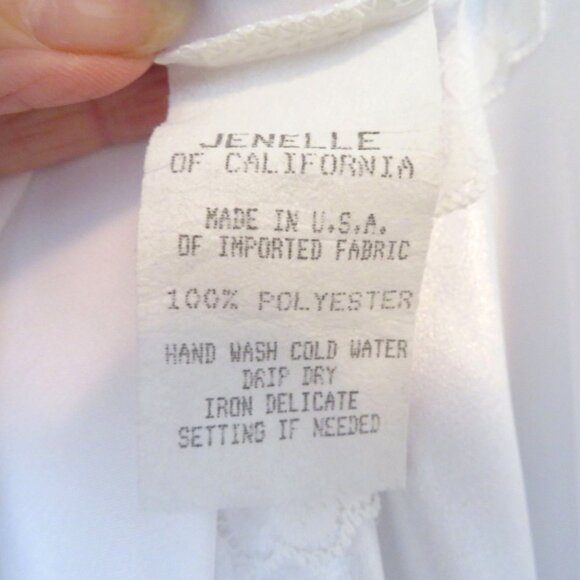 JENELLE
OF CALIFORNIA
MADE IN U.S.A.
OF IMPORTED FABRIC
100% POLYESTER
HAND WASH COLD WATER
DRIP DRY
IRON DELICATE
SETTING IF NEEDED